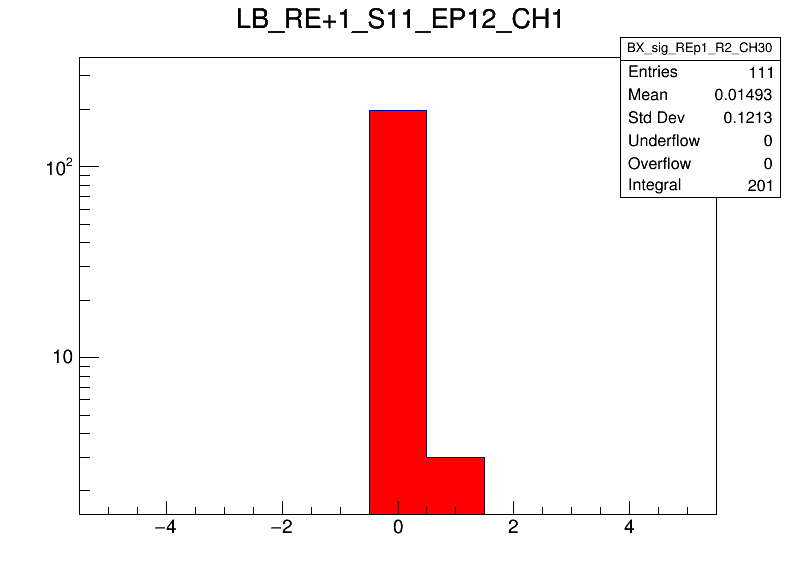 LB_RE+1_S11_EP12_CH1
BX_sig_REp1_R2_CH30
Entries 111
Mean 0.01493
Std Dev 0.1213
Underflow 0
Overflow 0
Integral 201
10²
10
−4 −2 0 2 4